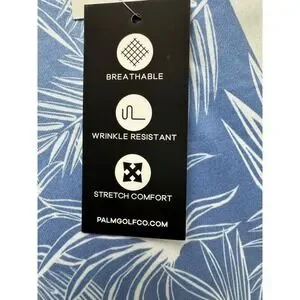 BREATHABLE
WRINKLE RESISTANT
STRETCH COMFORT
PALMGOLFCO.COM